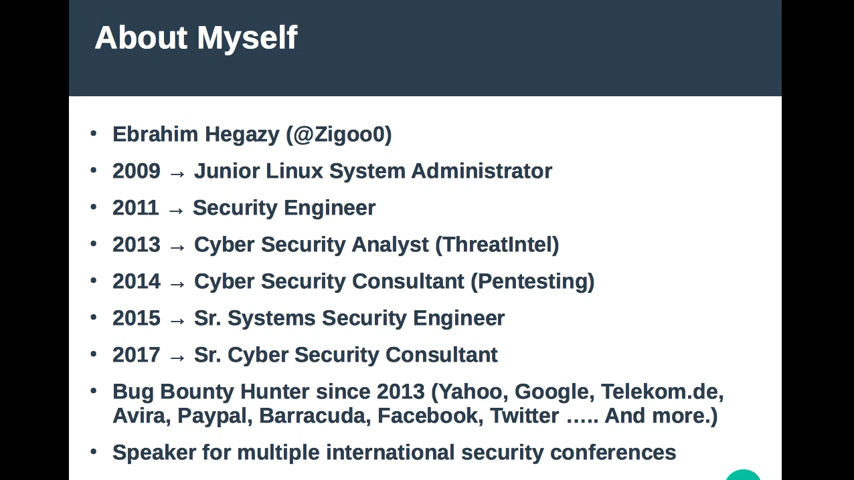 About Myself
• Ebrahim Hegazy (@Zigoo0)
• 2009 → Junior Linux System Administrator
• 2011 → Security Engineer
• 2013 → Cyber Security Analyst (ThreatIntel)
• 2014 → Cyber Security Consultant (Pentesting)
• 2015 → Sr. Systems Security Engineer
• 2017 → Sr. Cyber Security Consultant
• Bug Bounty Hunter since 2013 (Yahoo, Google, Telekom.de,
Avira, Paypal, Barracuda, Facebook, Twitter ….. And more.)
• Speaker for multiple international security conferences